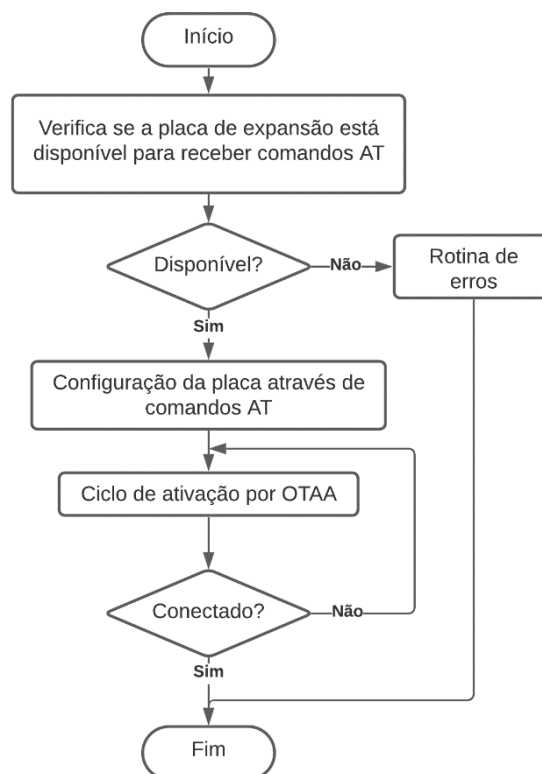 Início
Verifica se a placa de expansão está
disponível para receber comandos AT
Disponível?
Não
Rotina de
erros
Sim
Configuração da placa através de
comandos AT
Ciclo de ativação por OTAA
Conectado?
Não
Sim
Fim